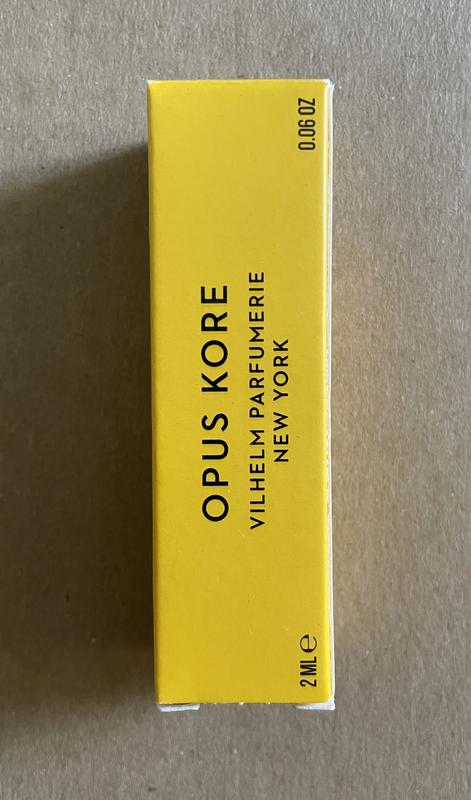 OPUS KORE
VILHELM PARFUMERIE
NEW YORK
2 ML ℮
0.06 OZ